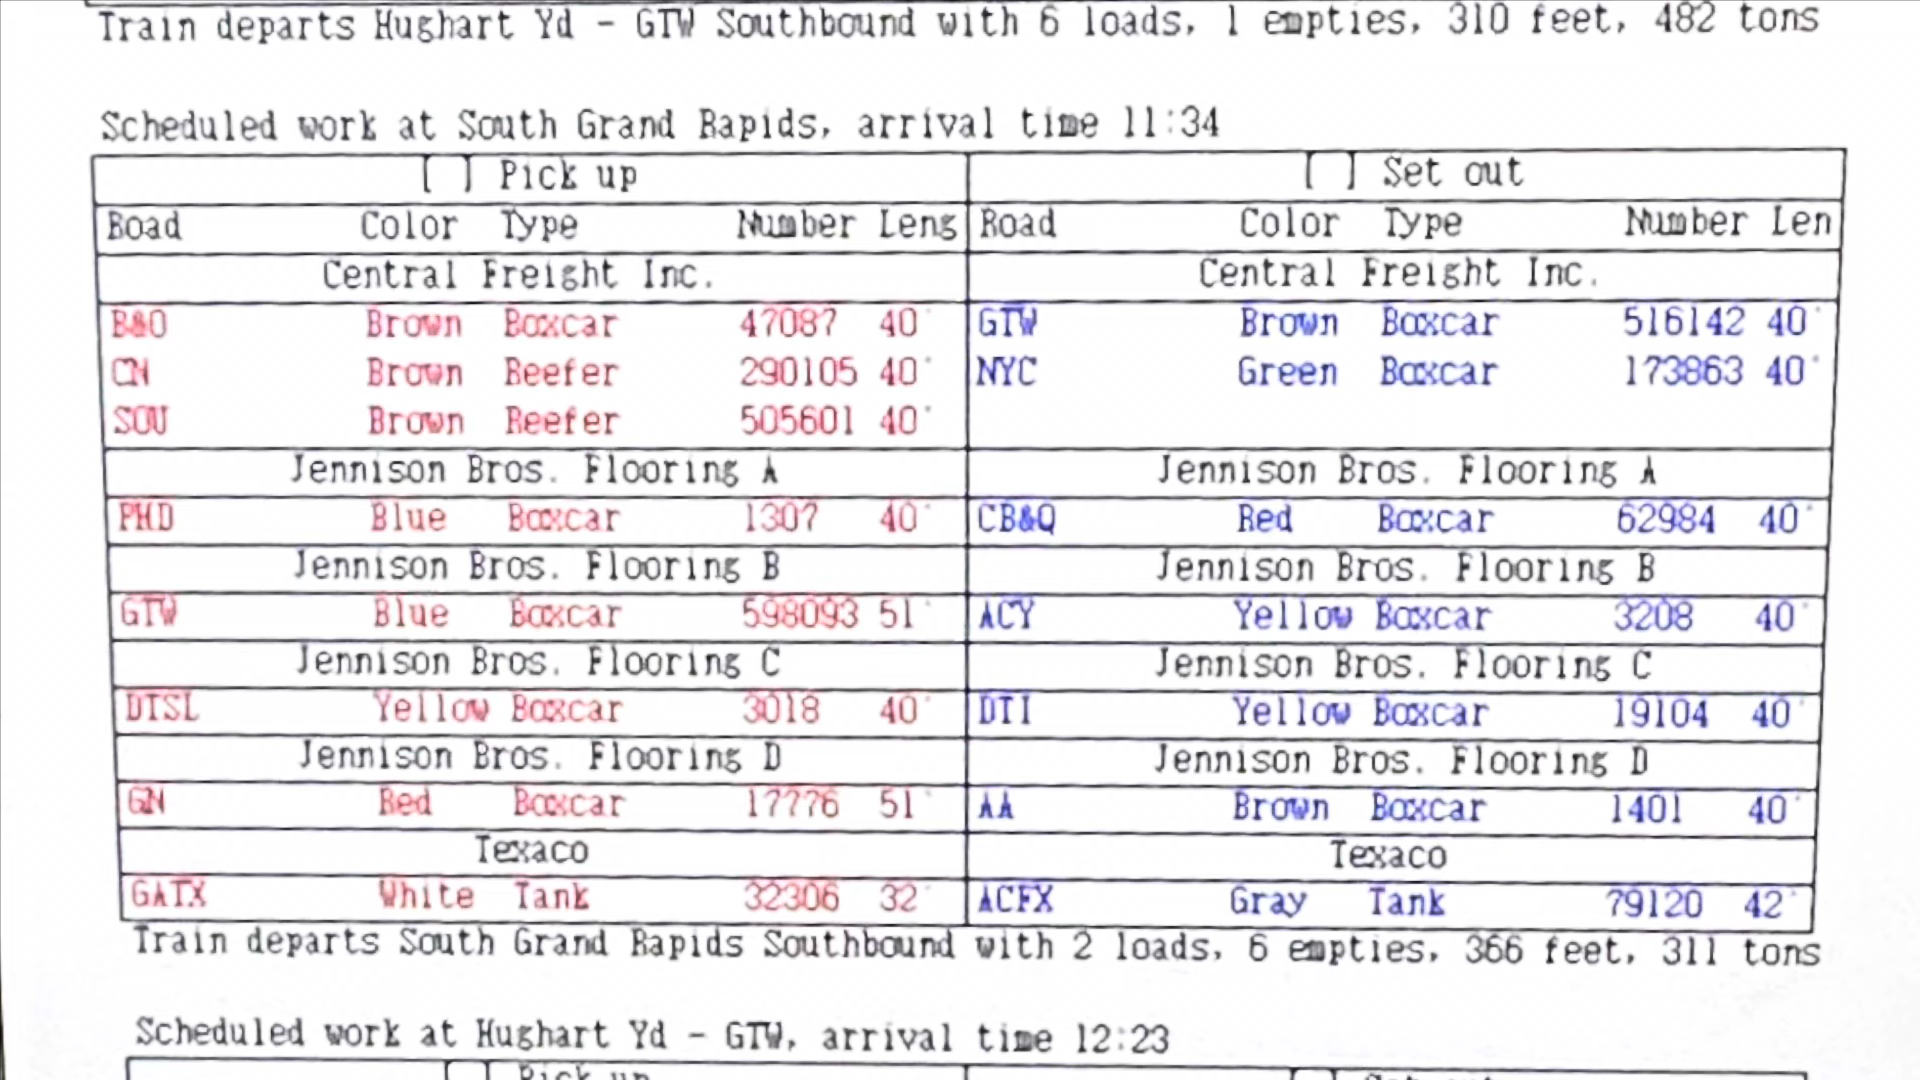 Train departs Hughart Yd - GTW Southbound with 6 loads, 1 empties, 310 feet, 482 tons
Scheduled work at South Grand Rapids, arrival time 11:34
[ ] Pick up [ ] Set out
Road Color Type Number Leng Road Color Type Number Len
Central Freight Inc. Central Freight Inc.
B&O Brown Boxcar 47087 40' GTW Brown Boxcar 516142 40'
CN Brown Reefer 290105 40' NYC Green Boxcar 173863 40'
SOU Brown Reefer 505601 40'
Jennison Bros. Flooring A Jennison Bros. Flooring A
PHD Blue Boxcar 1307 40' CB&Q Red Boxcar 62984 40'
Jennison Bros. Flooring B Jennison Bros. Flooring B
GTW Blue Boxcar 598093 51' ACY Yellow Boxcar 3208 40'
Jennison Bros. Flooring C Jennison Bros. Flooring C
DTSL Yellow Boxcar 3018 40' DTI Yellow Boxcar 19104 40'
Jennison Bros. Flooring D Jennison Bros. Flooring D
GN Red Boxcar 17776 51' AA Brown Boxcar 1401 40'
Texaco Texaco
GATX White Tank 32306 32' ACFX Gray Tank 79120 42'
Train departs South Grand Rapids Southbound with 2 loads, 6 empties, 366 feet, 311 tons
Scheduled work at Hughart Yd - GTW, arrival time 12:23
[ ] Pick up [ ] Set out